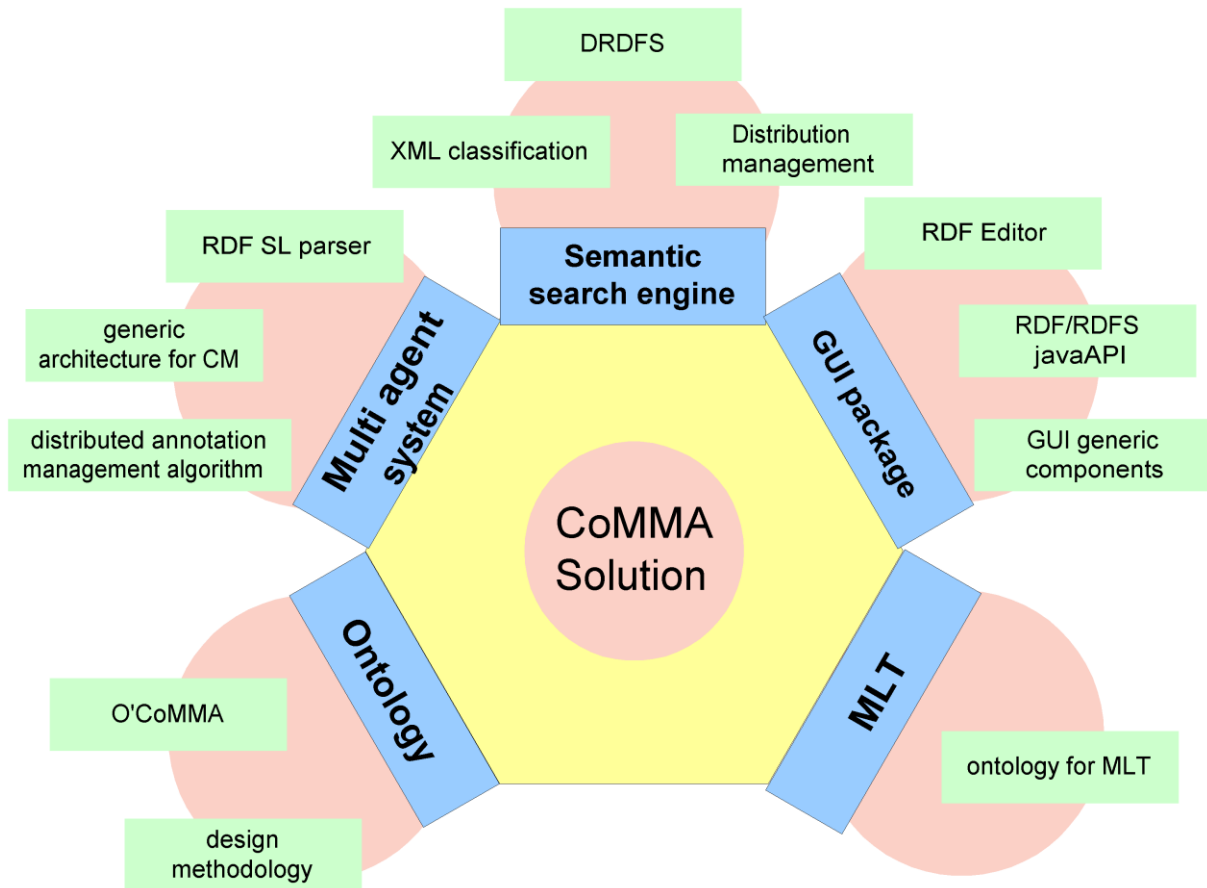 DRDFS
XML classification
Distribution
management
Semantic
search engine
RDF SL parser
generic
architecture for CM
distributed annotation
management algorithm
Multi agent
system
RDF Editor
RDF/RDFS
javaAPI
GUI generic
components
GUI package
CoMMA
Solution
Ontology
O'CoMMA
design
methodology
MLT
ontology for MLT